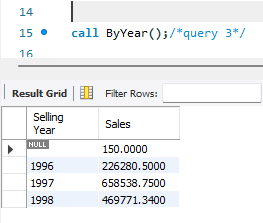 14
15 call ByYear();/*query 3*/
Result Grid Filter Rows:
Selling Year Sales
NULL 150.0000
1996 226280.5000
1997 658538.7500
1998 469771.3400